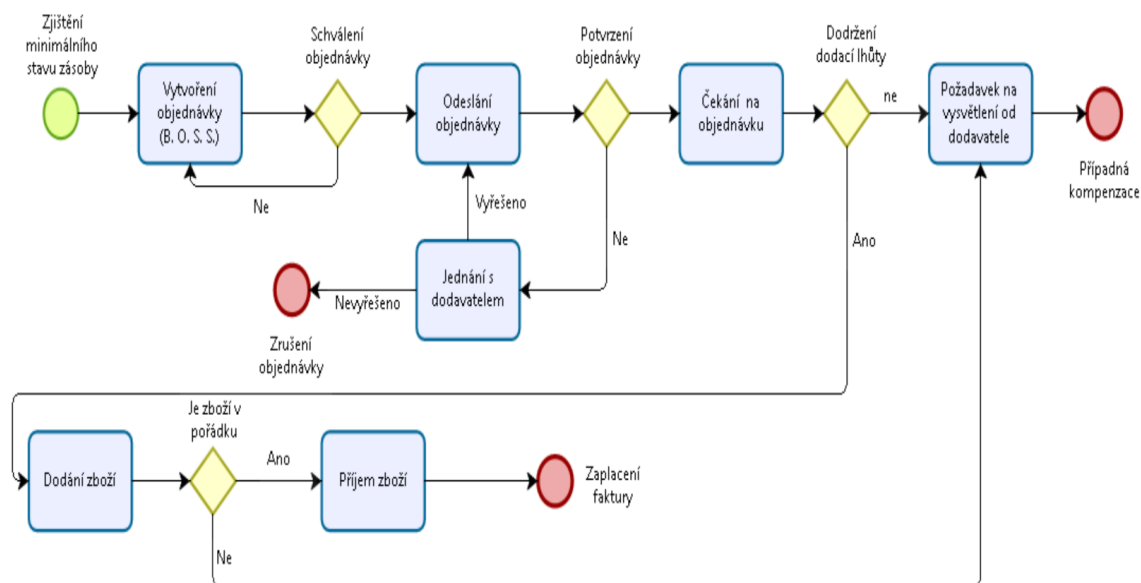 Zjištění
minimálního
stavu zásoby
Vytvoření
objednávky
(B. O. S. S.)
Schválení
objednávky
Ne
Odeslání
objednávky
Potvrzení
objednávky
Čekání na
objednávku
Dodržení
dodací lhůty
ne
Požadavek na
vysvětlení od
dodavatele
Případná
kompenzace
Vyřešeno
Ne
Ano
Jednání s
dodavatelem
Nevyřešeno
Zrušení
objednávky
Dodání zboží
Je zboží v
pořádku
Ano
Příjem zboží
Zaplacení
faktury
Ne